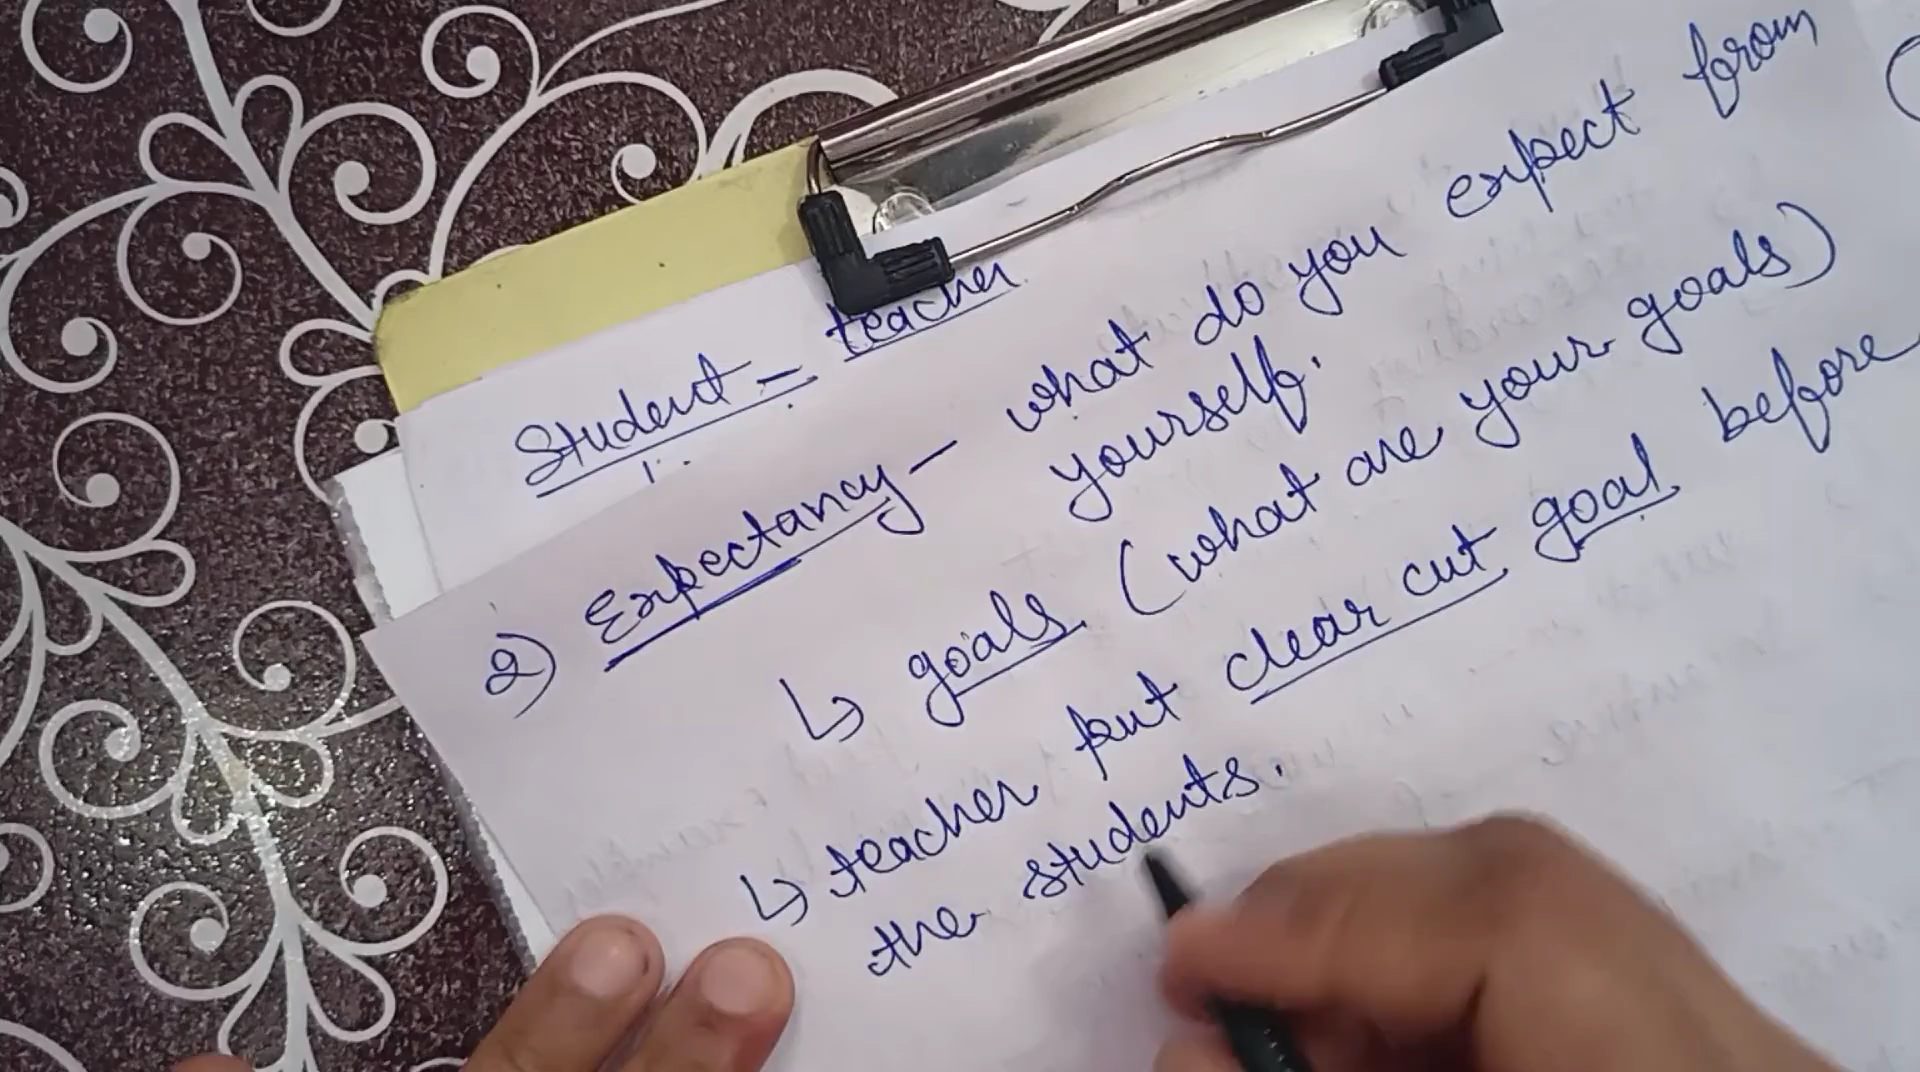 Student = teacher
2) Expectancy - what do you expect from
yourself.
↳ goals (what are your goals)
↳ teacher put clear cut goal before
the students.